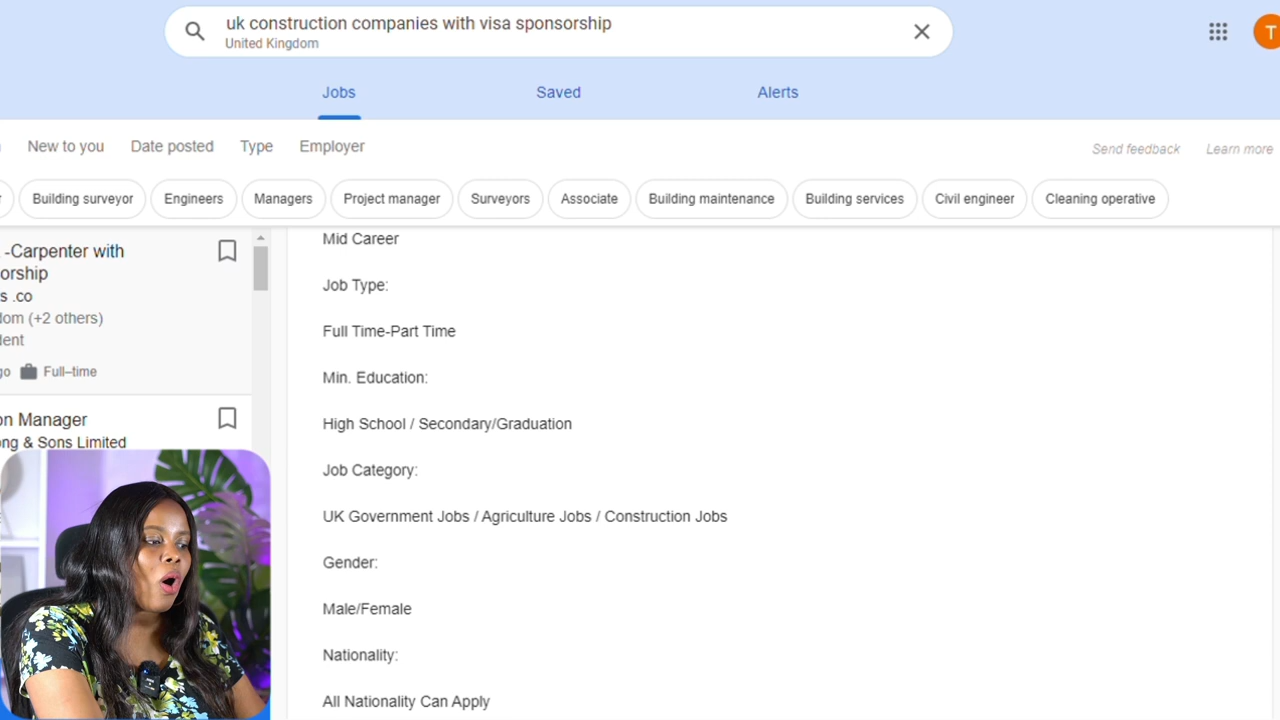 uk construction companies with visa sponsorship
United Kingdom
T
Jobs
Saved
Alerts
New to you
Date posted
Type
Employer
Send feedback
Learn more
Building surveyor
Engineers
Managers
Project manager
Surveyors
Associate
Building maintenance
Building services
Civil engineer
Cleaning operative
-Carpenter with
orship
s .co
dom (+2 others)
dent
go
Full–time
on Manager
ong & Sons Limited
Mid Career
Job Type:
Full Time-Part Time
Min. Education:
High School / Secondary/Graduation
Job Category:
UK Government Jobs / Agriculture Jobs / Construction Jobs
Gender:
Male/Female
Nationality:
All Nationality Can Apply